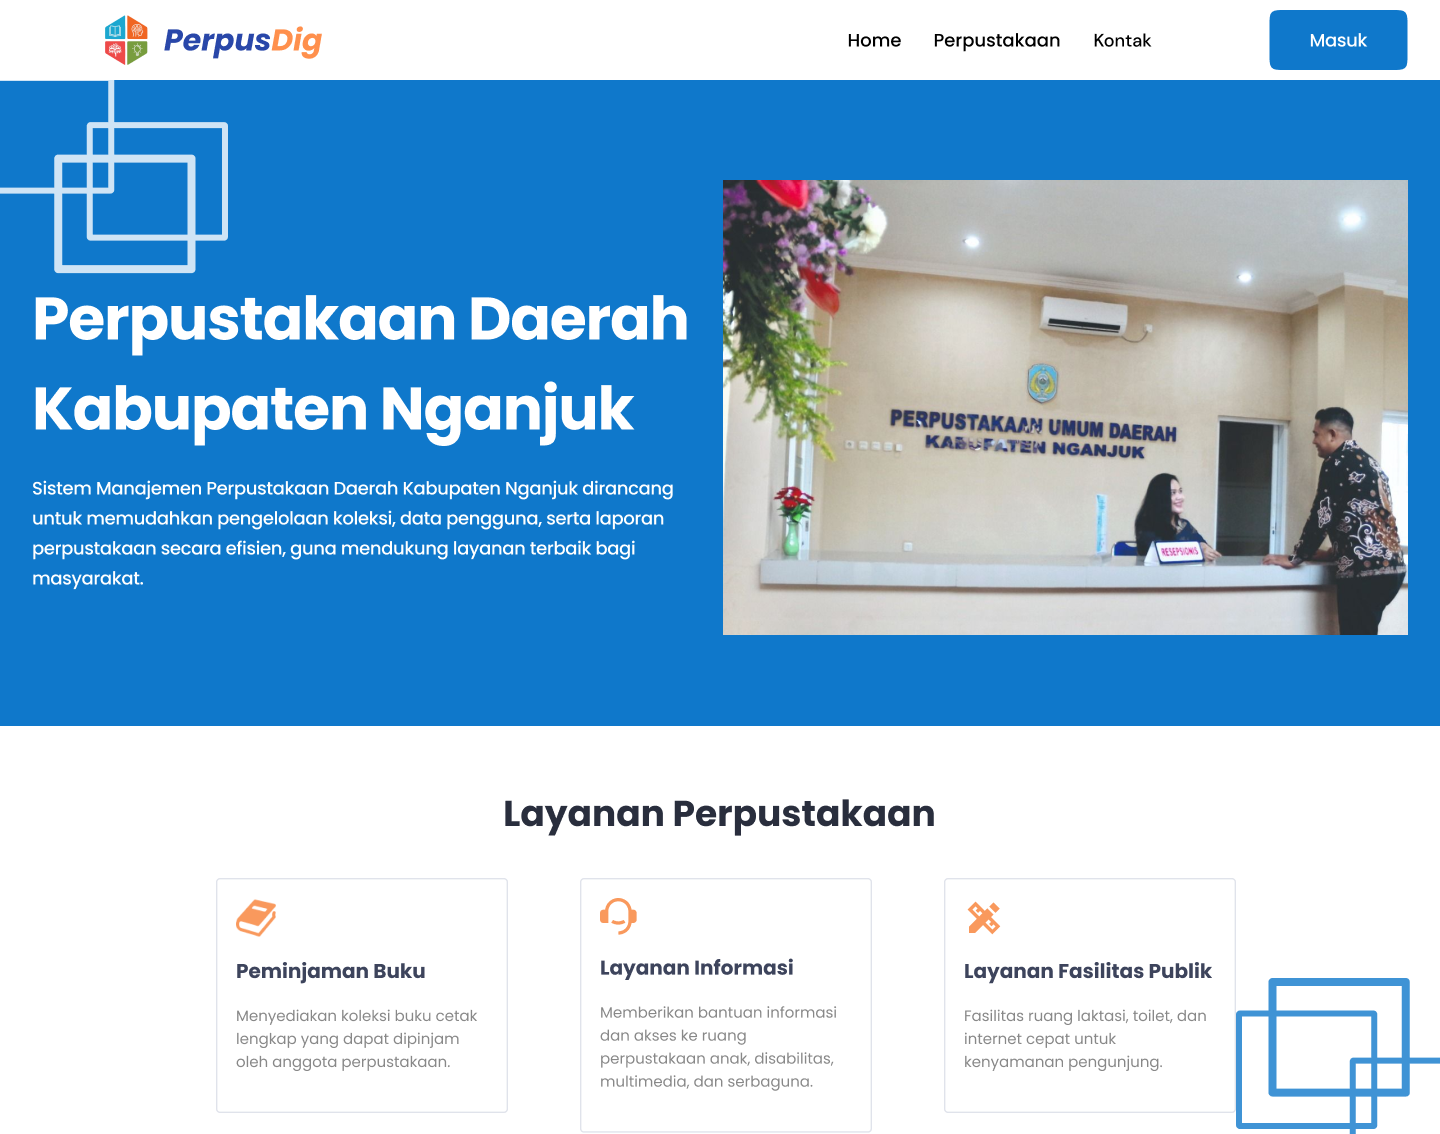 PerpusDig
Home
Perpustakaan
Kontak
Masuk
Perpustakaan Daerah
Kabupaten Nganjuk
Sistem Manajemen Perpustakaan Daerah Kabupaten Nganjuk dirancang
untuk memudahkan pengelolaan koleksi, data pengguna, serta laporan
perpustakaan secara efisien, guna mendukung layanan terbaik bagi
masyarakat.
PERPUSTAKAAN UMUM DAERAH
KABUPATEN NGANJUK
RESEPSIONIS
Layanan Perpustakaan
Peminjaman Buku
Menyediakan koleksi buku cetak
lengkap yang dapat dipinjam
oleh anggota perpustakaan.
Layanan Informasi
Memberikan bantuan informasi
dan akses ke ruang
perpustakaan anak, disabilitas,
multimedia, dan serbaguna.
Layanan Fasilitas Publik
Fasilitas ruang laktasi, toilet, dan
internet cepat untuk
kenyamanan pengunjung.